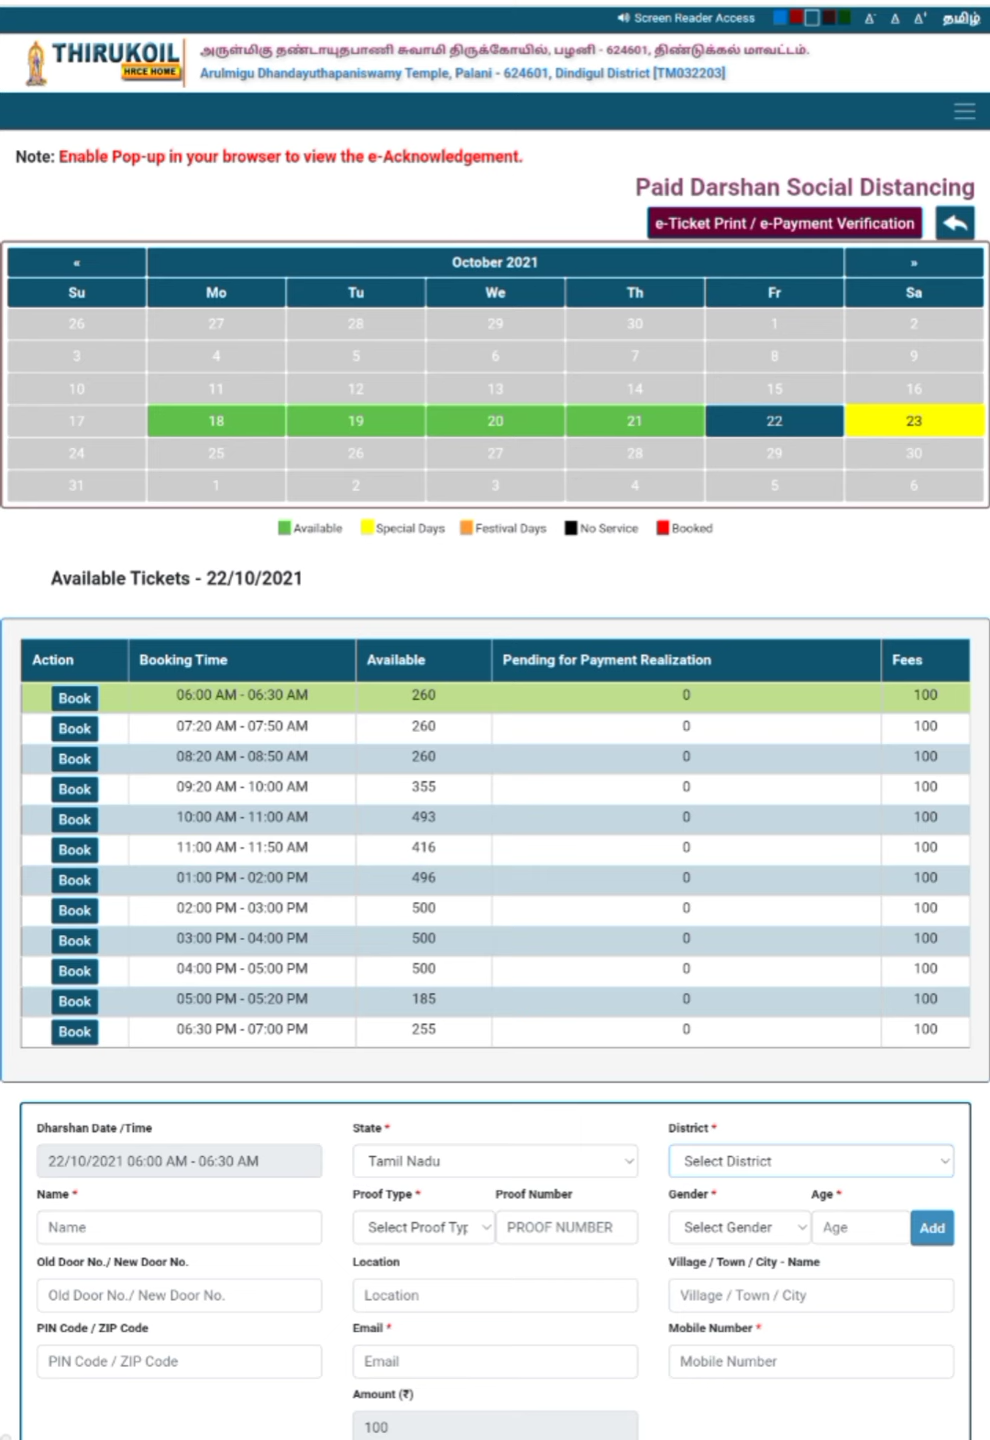 Screen Reader Access A- A A+ தமிழ்
THIRUKOIL
HRCE HOME
அருள்மிகு தண்டாயுதபாணி சுவாமி திருக்கோயில், பழனி - 624601, திண்டுக்கல் மாவட்டம்.
Arulmigu Dhandayuthapaniswamy Temple, Palani - 624601, Dindigul District [TM032203]
Note: Enable Pop-up in your browser to view the e-Acknowledgement.
Paid Darshan Social Distancing
e-Ticket Print / e-Payment Verification
« October 2021 »
Su Mo Tu We Th Fr Sa
26 27 28 29 30 1 2
3 4 5 6 7 8 9
10 11 12 13 14 15 16
17 18 19 20 21 22 23
24 25 26 27 28 29 30
31 1 2 3 4 5 6
Available Special Days Festival Days No Service Booked
Available Tickets - 22/10/2021
Action Booking Time Available Pending for Payment Realization Fees
Book 06:00 AM - 06:30 AM 260 0 100
Book 07:20 AM - 07:50 AM 260 0 100
Book 08:20 AM - 08:50 AM 260 0 100
Book 09:20 AM - 10:00 AM 355 0 100
Book 10:00 AM - 11:00 AM 493 0 100
Book 11:00 AM - 11:50 AM 416 0 100
Book 01:00 PM - 02:00 PM 496 0 100
Book 02:00 PM - 03:00 PM 500 0 100
Book 03:00 PM - 04:00 PM 500 0 100
Book 04:00 PM - 05:00 PM 500 0 100
Book 05:00 PM - 05:20 PM 185 0 100
Book 06:30 PM - 07:00 PM 255 0 100
Dharshan Date /Time State * District *
22/10/2021 06:00 AM - 06:30 AM Tamil Nadu Select District
Name * Proof Type * Proof Number Gender * Age *
Name Select Proof Typ PROOF NUMBER Select Gender Age Add
Old Door No./ New Door No. Location Village / Town / City - Name
Old Door No./ New Door No. Location Village / Town / City
PIN Code / ZIP Code Email * Mobile Number *
PIN Code / ZIP Code Email Mobile Number
Amount (₹)
100